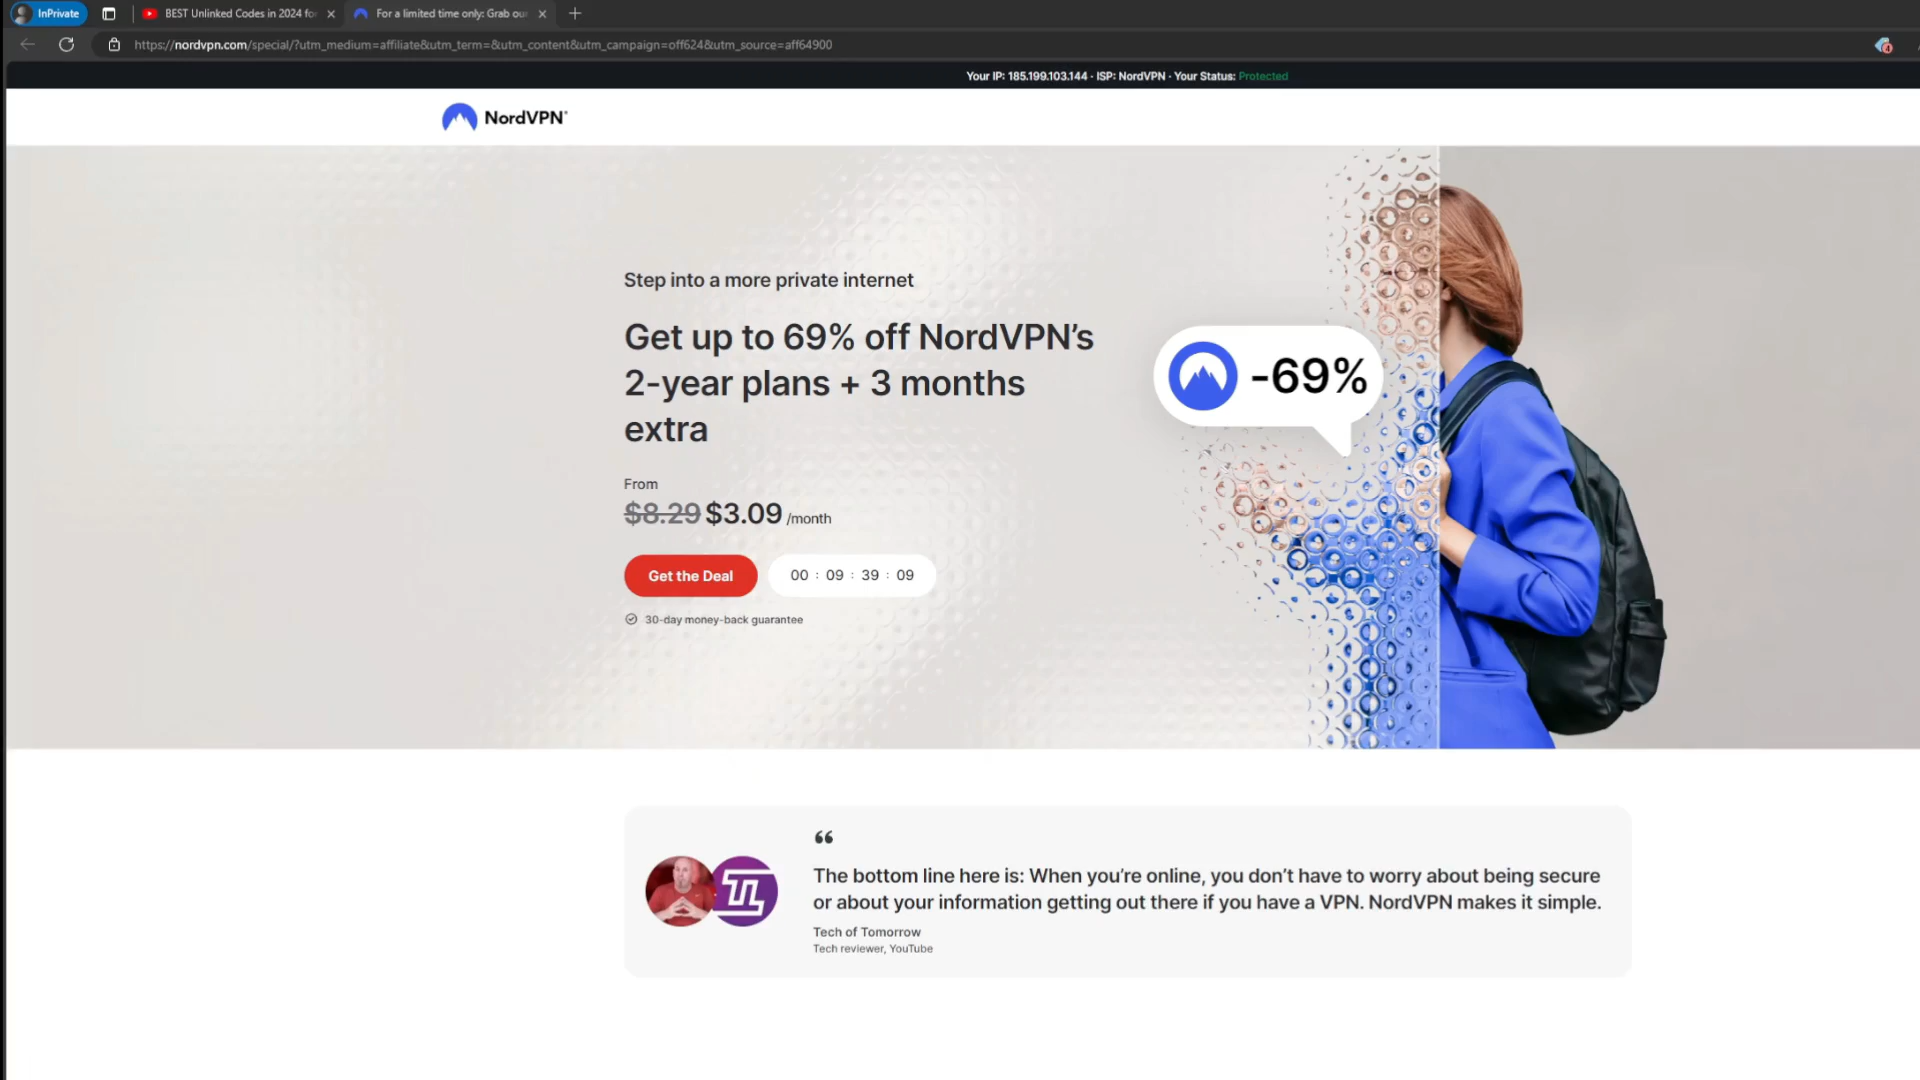 InPrivate
BEST Unlinked Codes in 2024 fo
For a limited time only: Grab ou
https://nordvpn.com/special/?utm_medium=affiliate&utm_term=&utm_content&utm_campaign=off624&utm_source=aff64900
4
Your IP: 185.199.103.144 · ISP: NordVPN · Your Status: Protected
NordVPN®
Step into a more private internet
Get up to 69% off NordVPN’s
2-year plans + 3 months
extra
-69%
From
$8.29 $3.09 /month
Get the Deal
00 : 09 : 39 : 09
30-day money-back guarantee
“
The bottom line here is: When you’re online, you don’t have to worry about being secure
or about your information getting out there if you have a VPN. NordVPN makes it simple.
Tech of Tomorrow
Tech reviewer, YouTube